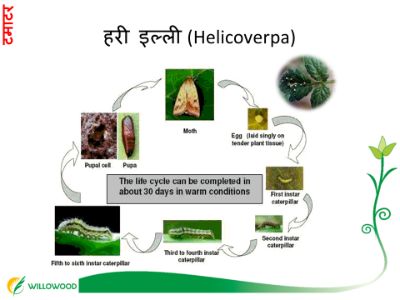 टमाटर
हरी इल्ली (Helicoverpa)
Moth
Egg (laid singly on
tender plant tissue)
First instar
caterpillar
Second instar
caterpillar
Third to fourth instar
caterpillar
Fifth to sixth instar caterpillar
Pupal cell
Pupa
The life cycle can be completed in
about 30 days in warm conditions
WILLOWOOD